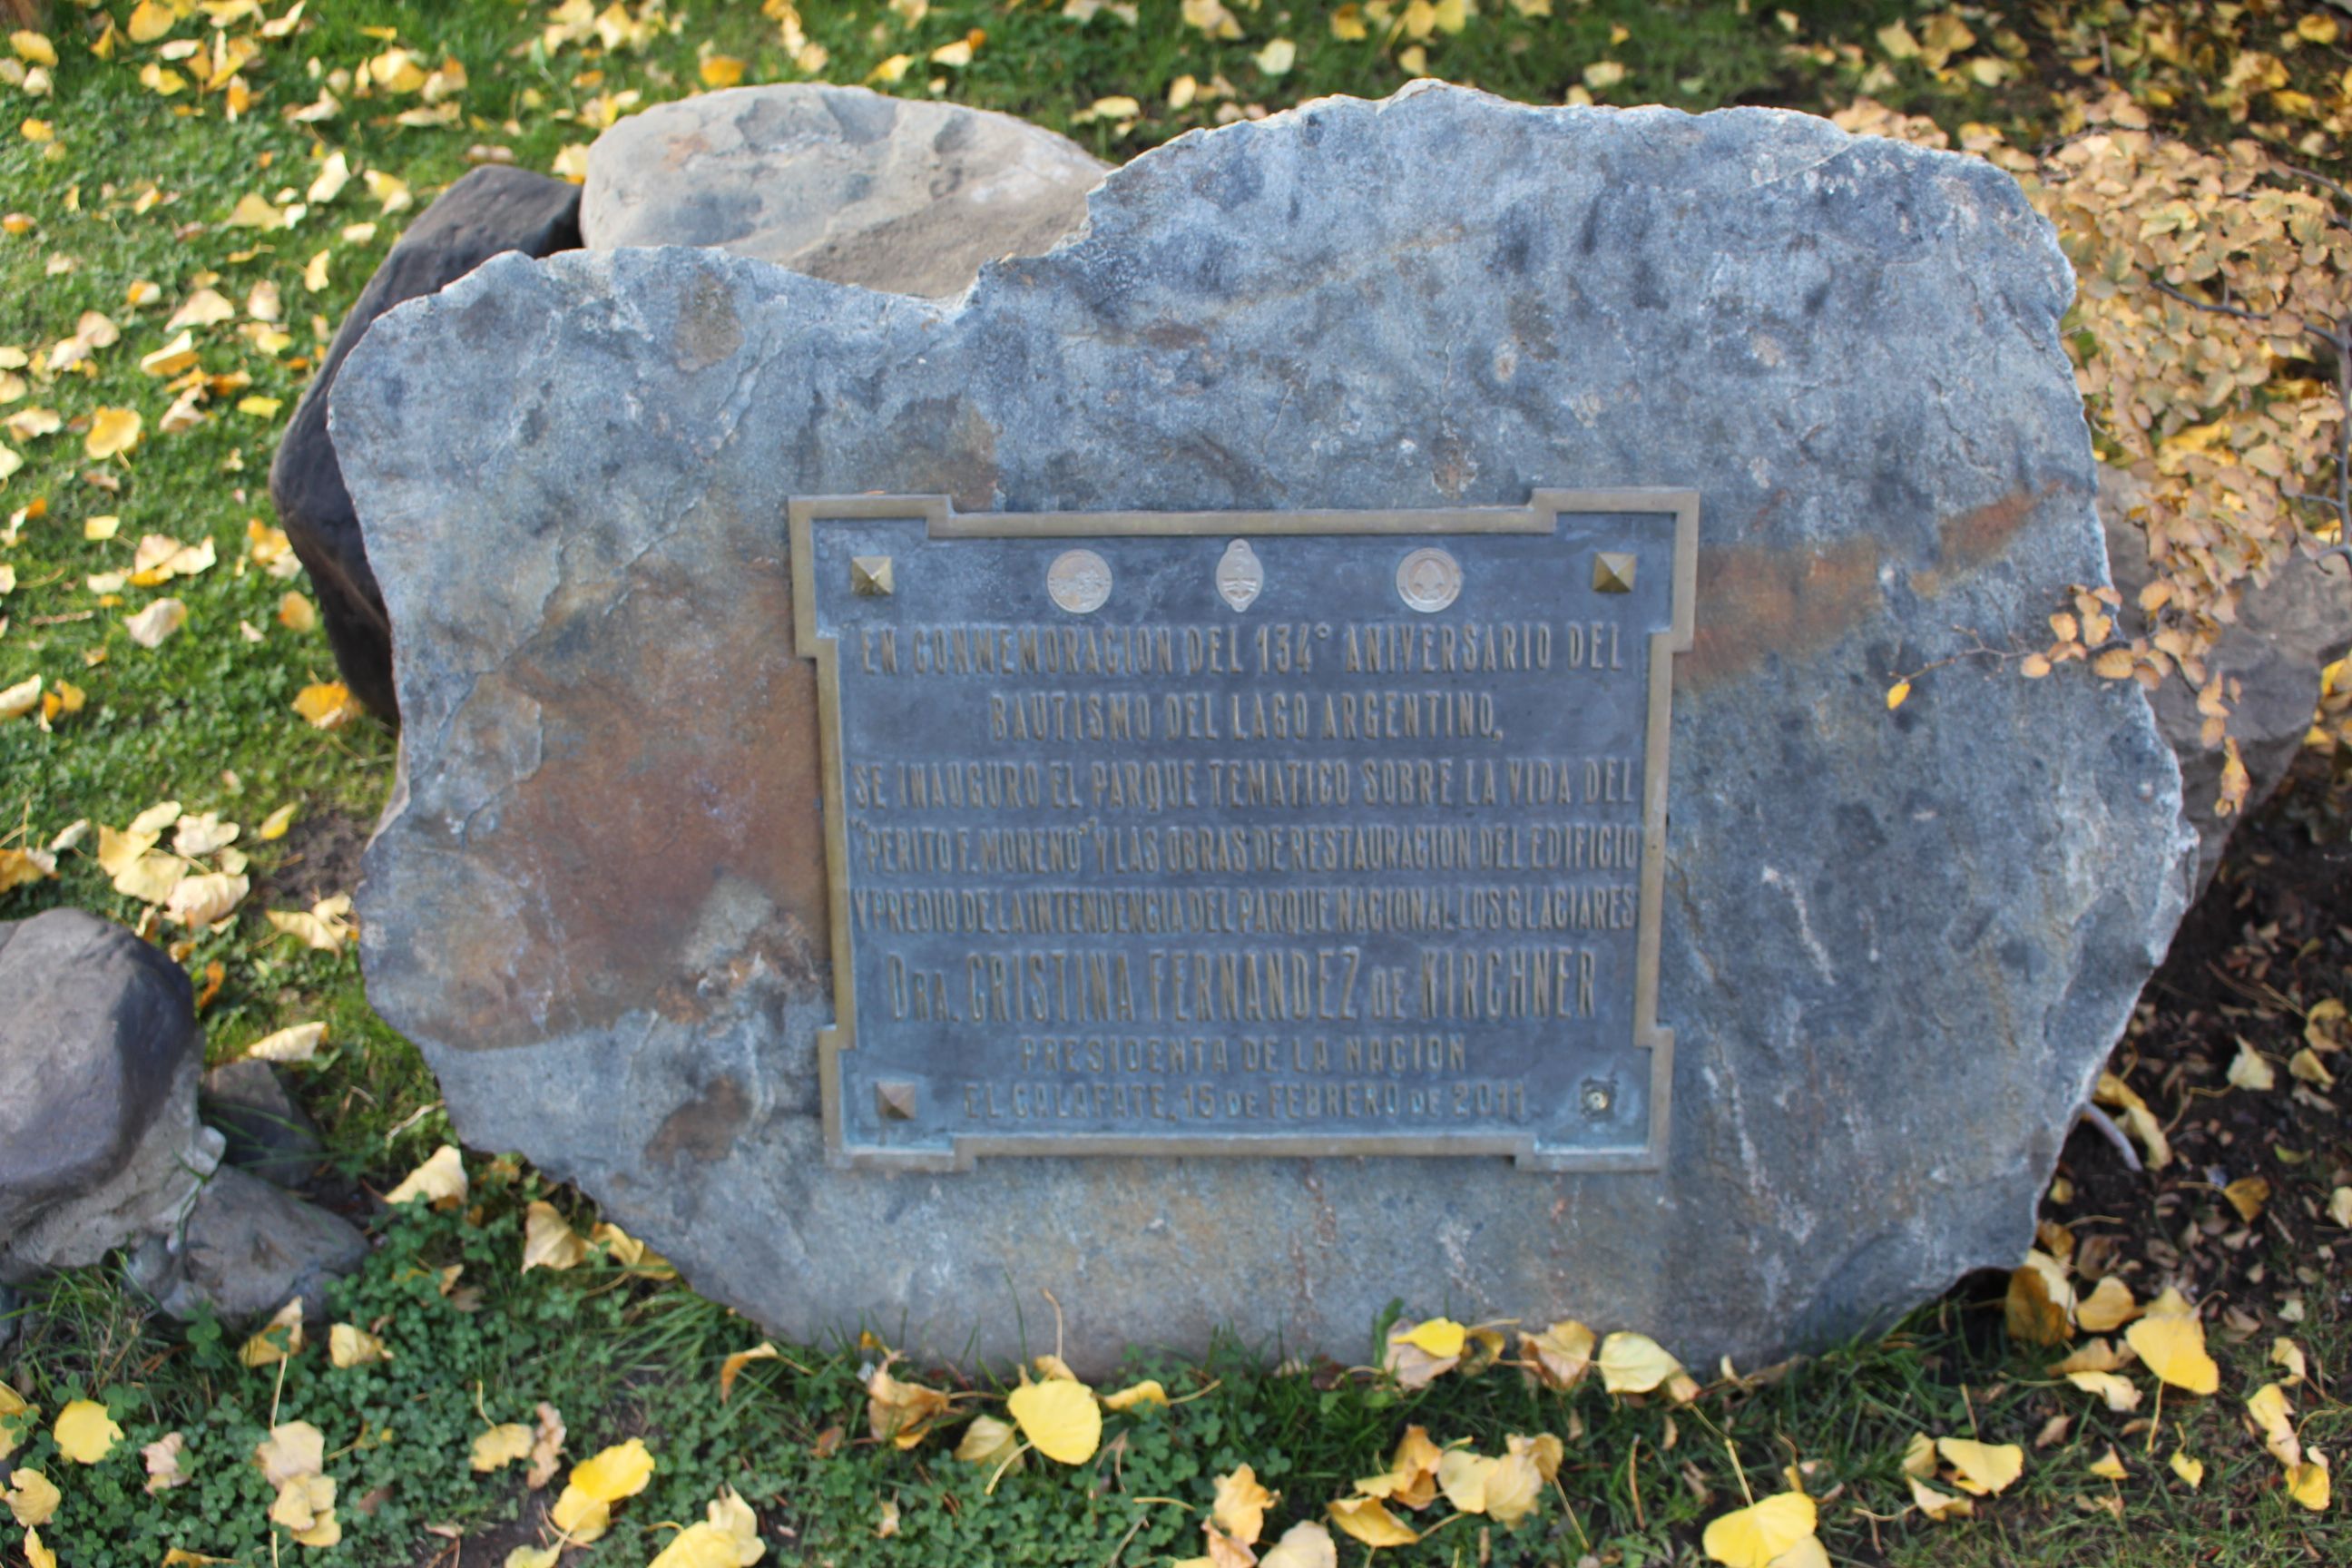 EN CONMEMORACION DEL 134° ANIVERSARIO DEL
BAUTISMO DEL LAGO ARGENTINO,
SE INAUGURO EL PARQUE TEMATICO SOBRE LA VIDA DEL
"PERITO F. MORENO" Y LAS OBRAS DE RESTAURACION DEL EDIFICIO
Y PREDIO DE LA INTENDENCIA DEL PARQUE NACIONAL LOS GLACIARES
DRA. CRISTINA FERNANDEZ DE KIRCHNER
PRESIDENTA DE LA NACION
EL CALAFATE, 15 DE FEBRERO DE 2011.